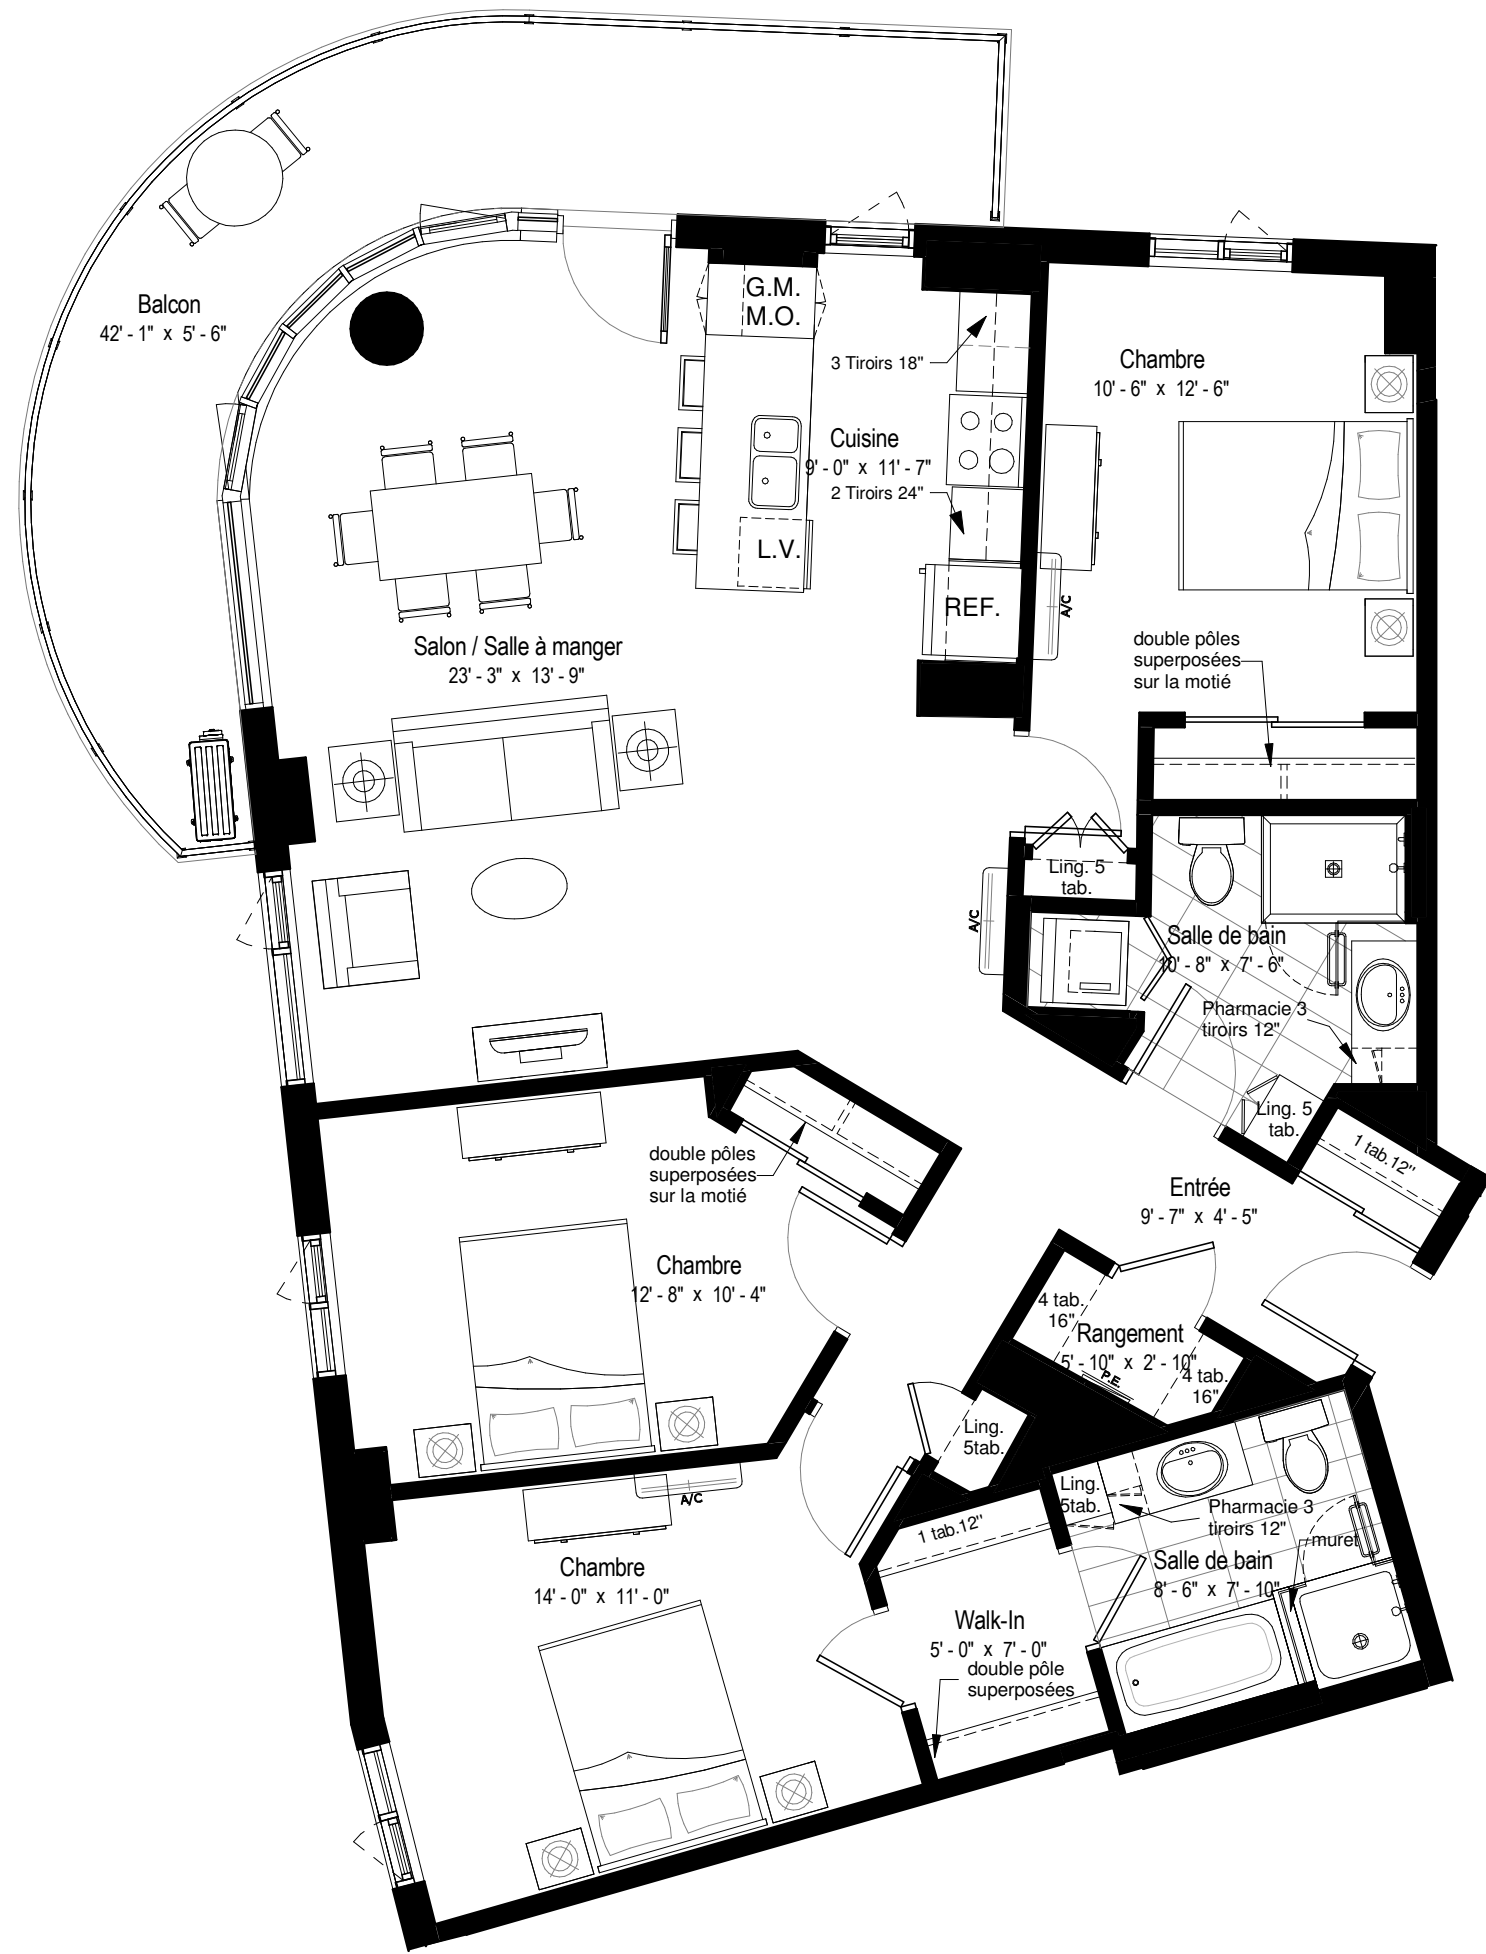 Balcon
42' - 1" x 5' - 6"
G.M.
M.O.
3 Tiroirs 18"
Cuisine
9' - 0" x 11' - 7"
2 Tiroirs 24"
L.V.
REF.
A/C
Chambre
10' - 6" x 12' - 6"
double pôles
superposées
sur la motié
Salon / Salle à manger
23' - 3" x 13' - 9"
Ling. 5
tab.
A/C
Salle de bain
10' - 8" x 7' - 6"
Pharmacie 3
tiroirs 12"
Ling. 5
tab.
1 tab.12"
double pôles
superposées
sur la motié
Entrée
9' - 7" x 4' - 5"
Chambre
12' - 8" x 10' - 4"
4 tab.
16"
Rangement
5' - 10" x 2' - 10"
P.E.
4 tab.
16"
Ling.
5tab.
A/C
Ling.
5tab.
Pharmacie 3
tiroirs 12"
1 tab.12"
muret
Salle de bain
8' - 6" x 7' - 10"
Chambre
14' - 0" x 11' - 0"
Walk-In
5' - 0" x 7' - 0"
double pôle
superposées